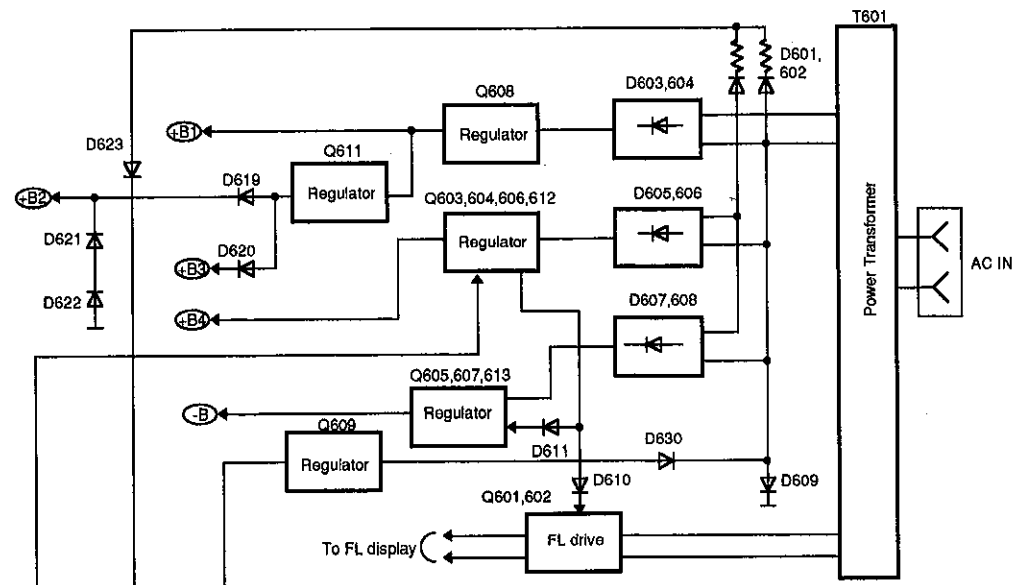 T601
D601,
602
D603,604
Q608
+B1
Regulator
D623
Q611
D619
Regulator
Q603,604,606,612
D605,606
+B2
D621
Regulator
D620
+B3
AC IN
Power Transformer
D622
D607,608
+B4
Q605,607,613
-B
Regulator
Q609
D611
D630
Regulator
D610
D609
Q601,602
To FL display
FL drive